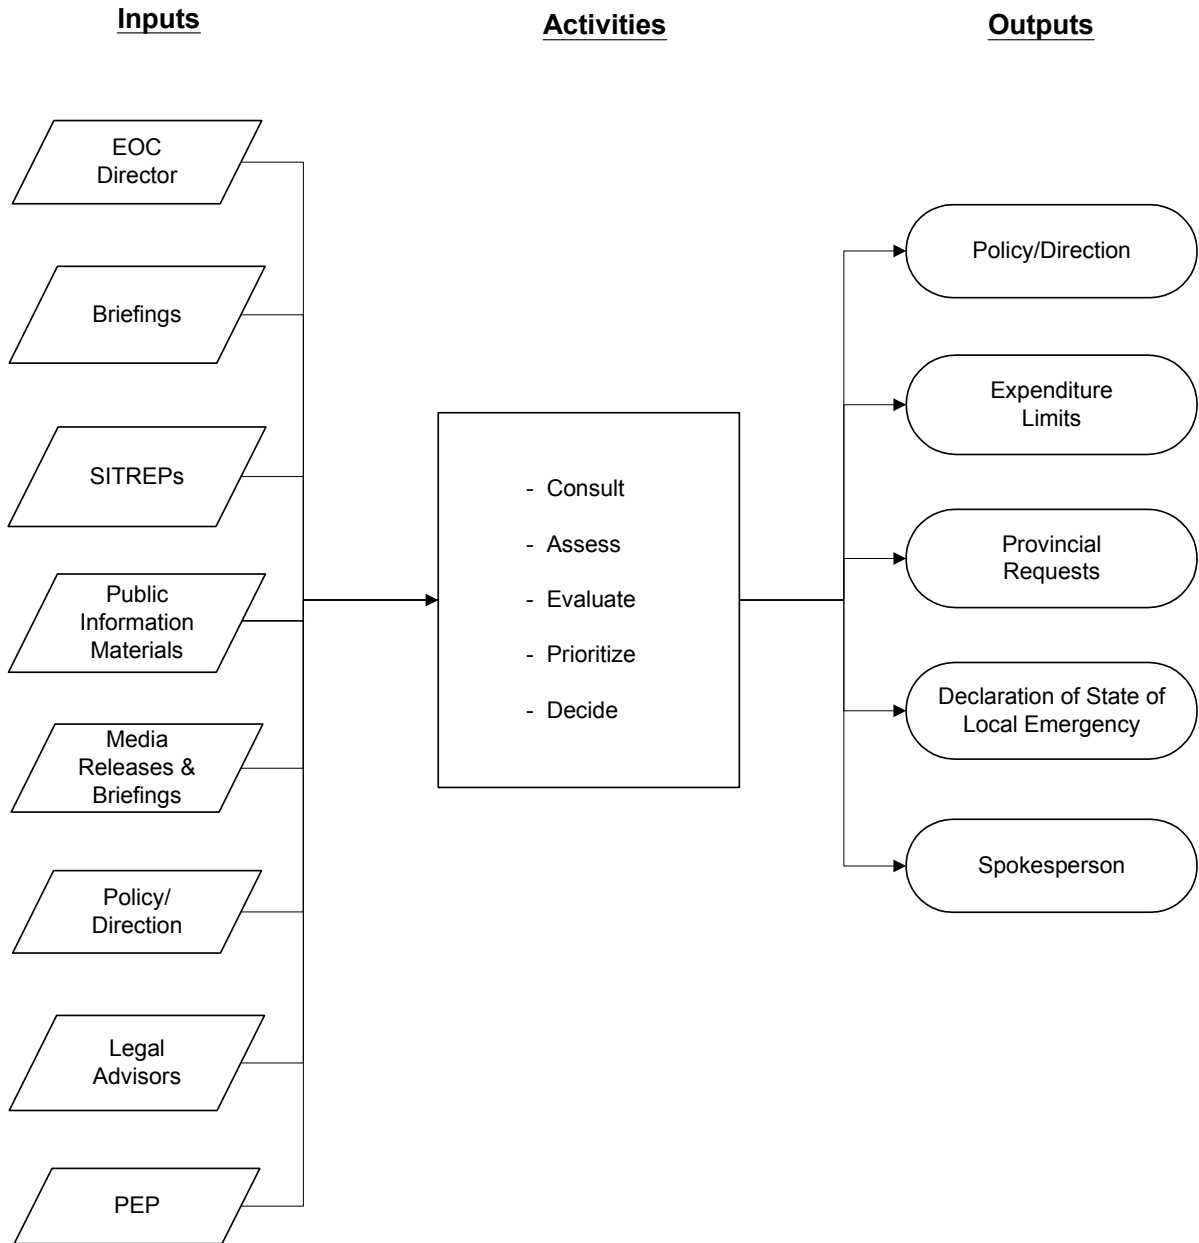 Inputs
Activities
Outputs
EOC
Director
Briefings
SITREPs
Public
Information
Materials
Media
Releases &
Briefings
Policy/
Direction
Legal
Advisors
PEP
- Consult
- Assess
- Evaluate
- Prioritize
- Decide
Policy/Direction
Expenditure
Limits
Provincial
Requests
Declaration of State of
Local Emergency
Spokesperson